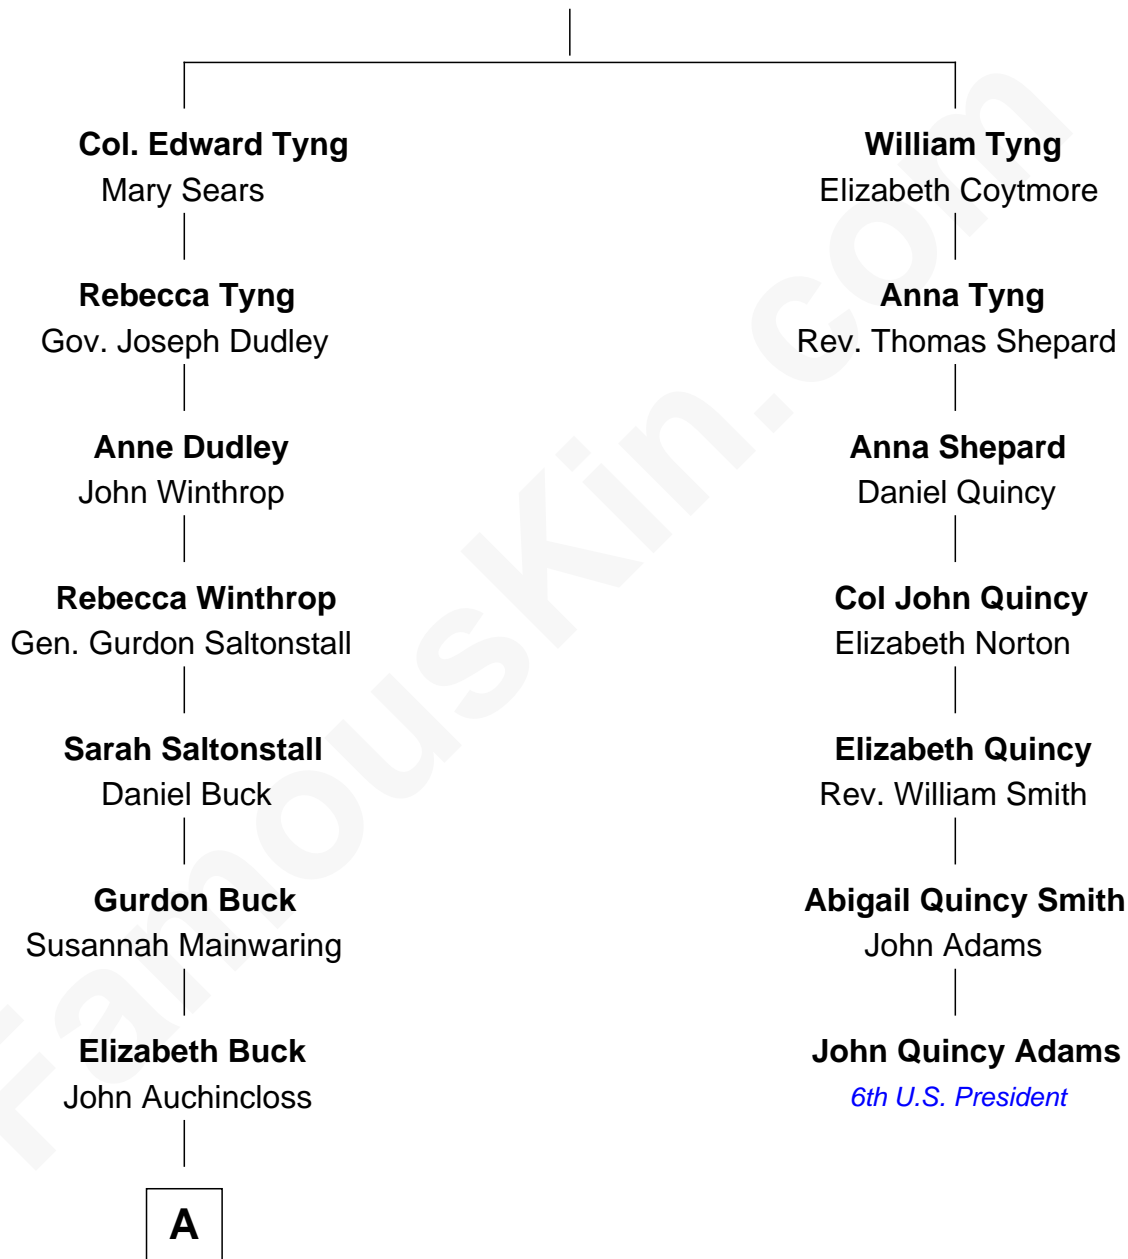 Col. Edward Tyng
Mary Sears
Rebecca Tyng
Gov. Joseph Dudley
Anne Dudley
John Winthrop
Rebecca Winthrop
Gen. Gurdon Saltonstall
Sarah Saltonstall
Daniel Buck
Gurdon Buck
Susannah Mainwaring
Elizabeth Buck
John Auchincloss
A
William Tyng
Elizabeth Coytmore
Anna Tyng
Rev. Thomas Shepard
Anna Shepard
Daniel Quincy
Col John Quincy
Elizabeth Norton
Elizabeth Quincy
Rev. William Smith
Abigail Quincy Smith
John Adams
John Quincy Adams
6th U.S. President
FamousKin.com